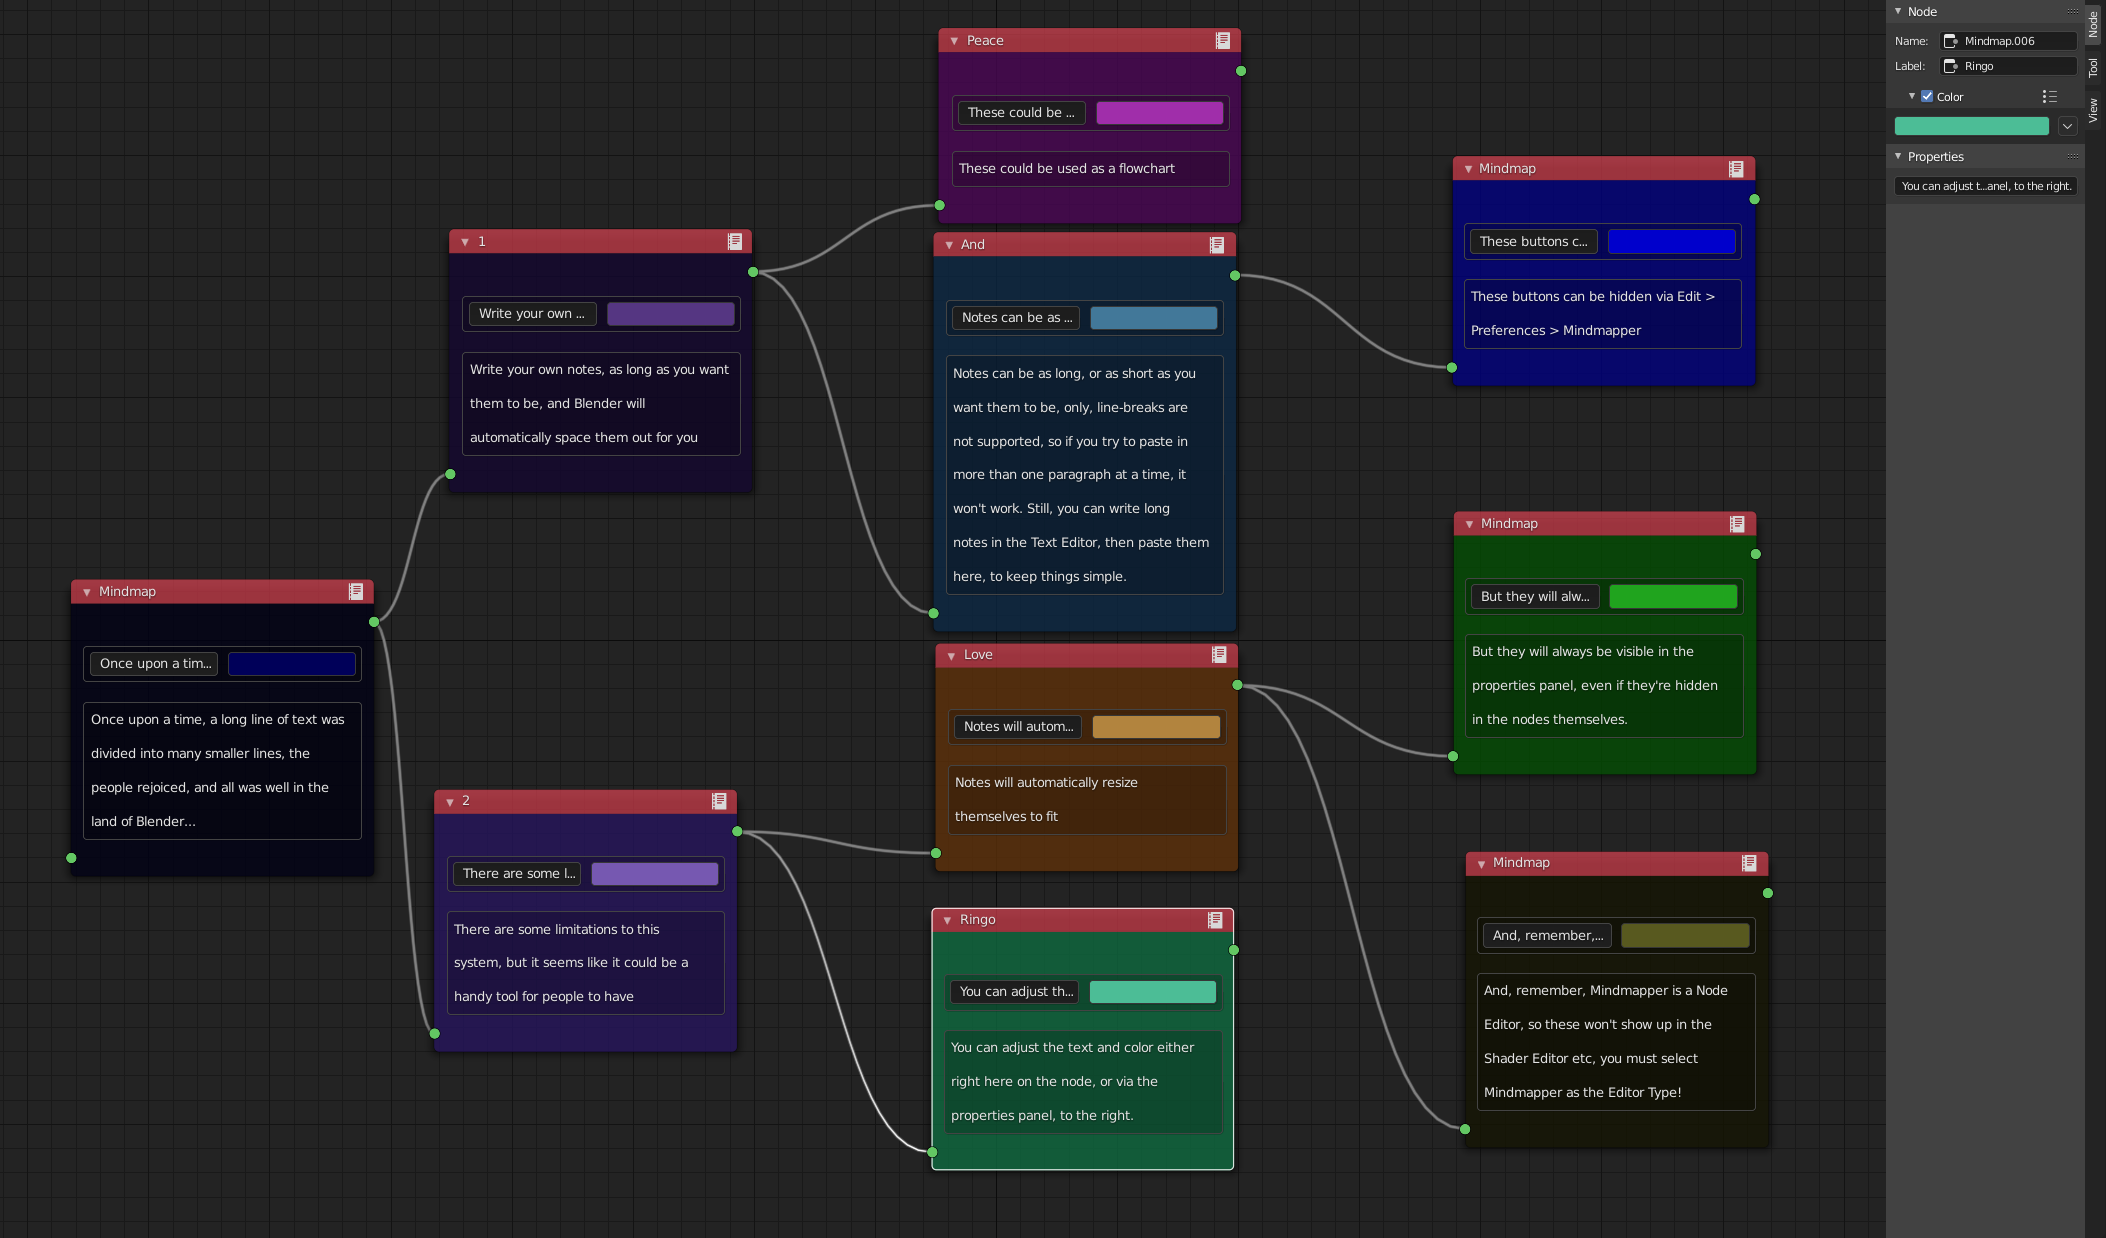 Mindmap
Once upon a tim...
Once upon a time, a long line of text was
divided into many smaller lines, the
people rejoiced, and all was well in the
land of Blender...
1
Write your own ...
Write your own notes, as long as you want
them to be, and Blender will
automatically space them out for you
2
There are some l...
There are some limitations to this
system, but it seems like it could be a
handy tool for people to have
Peace
These could be ...
These could be used as a flowchart
And
Notes can be as ...
Notes can be as long, or as short as you
want them to be, only, line-breaks are
not supported, so if you try to paste in
more than one paragraph at a time, it
won't work. Still, you can write long
notes in the Text Editor, then paste them
here, to keep things simple.
Love
Notes will autom...
Notes will automatically resize
themselves to fit
Ringo
You can adjust th...
You can adjust the text and color either
right here on the node, or via the
properties panel, to the right.
Mindmap
These buttons c...
These buttons can be hidden via Edit >
Preferences > Mindmapper
Mindmap
But they will alw...
But they will always be visible in the
properties panel, even if they're hidden
in the nodes themselves.
Mindmap
And, remember,...
And, remember, Mindmapper is a Node
Editor, so these won't show up in the
Shader Editor etc, you must select
Mindmapper as the Editor Type!
Node
Name: Mindmap.006
Label: Ringo
Color
Properties
You can adjust t...anel, to the right.
Node
Tool
View